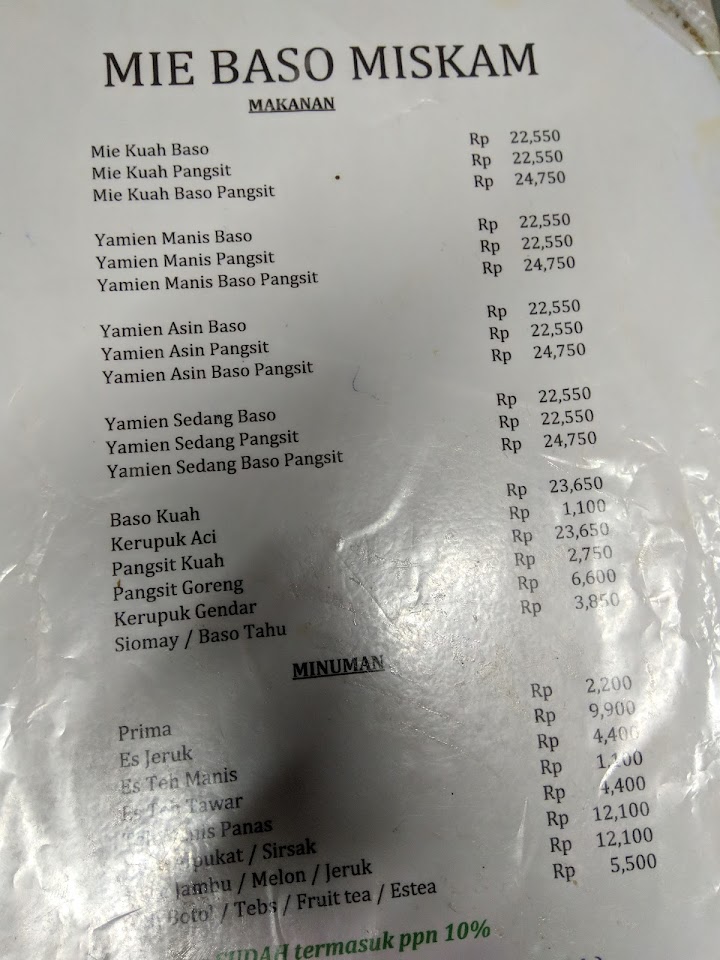 MIE BASO MISKAM
MAKANAN
Mie Kuah Baso Rp 22,550
Mie Kuah Pangsit Rp 22,550
Mie Kuah Baso Pangsit Rp 24,750
Yamien Manis Baso Rp 22,550
Yamien Manis Pangsit Rp 22,550
Yamien Manis Baso Pangsit Rp 24,750
Yamien Asin Baso Rp 22,550
Yamien Asin Pangsit Rp 22,550
Yamien Asin Baso Pangsit Rp 24,750
Yamien Sedang Baso Rp 22,550
Yamien Sedang Pangsit Rp 22,550
Yamien Sedang Baso Pangsit Rp 24,750
Baso Kuah Rp 23,650
Kerupuk Aci Rp 1,100
Pangsit Kuah Rp 23,650
Pangsit Goreng Rp 2,750
Kerupuk Gendar Rp 6,600
Siomay / Baso Tahu Rp 3,850
MINUMAN
Prima Rp 2,200
Es Jeruk Rp 9,900
Es Teh Manis Rp 4,400
Es Teh Tawar Rp 1,100
Panas Rp 4,400
/ Sirsak Rp 12,100
Jambu / Melon / Jeruk Rp 12,100
Botol / Tebs / Fruit tea / Estea Rp 5,500
SUDAH termasuk ppn 10%